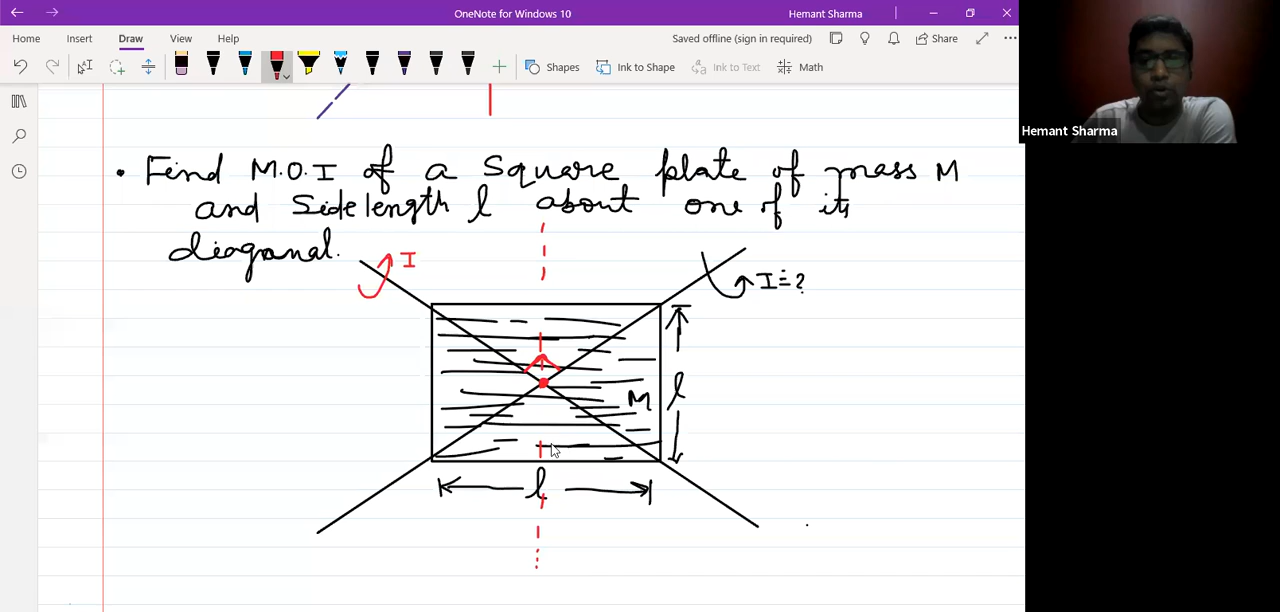 OneNote for Windows 10
Hemant Sharma
Home Insert Draw View Help
Saved offline (sign in required)
Share
Shapes
Ink to Shape
Ink to Text
Math
Hemant Sharma
• Find M.O.I of a Square plate of mass M
and Side length l about one of its
diagonal.
I
I = ?
M
l
l